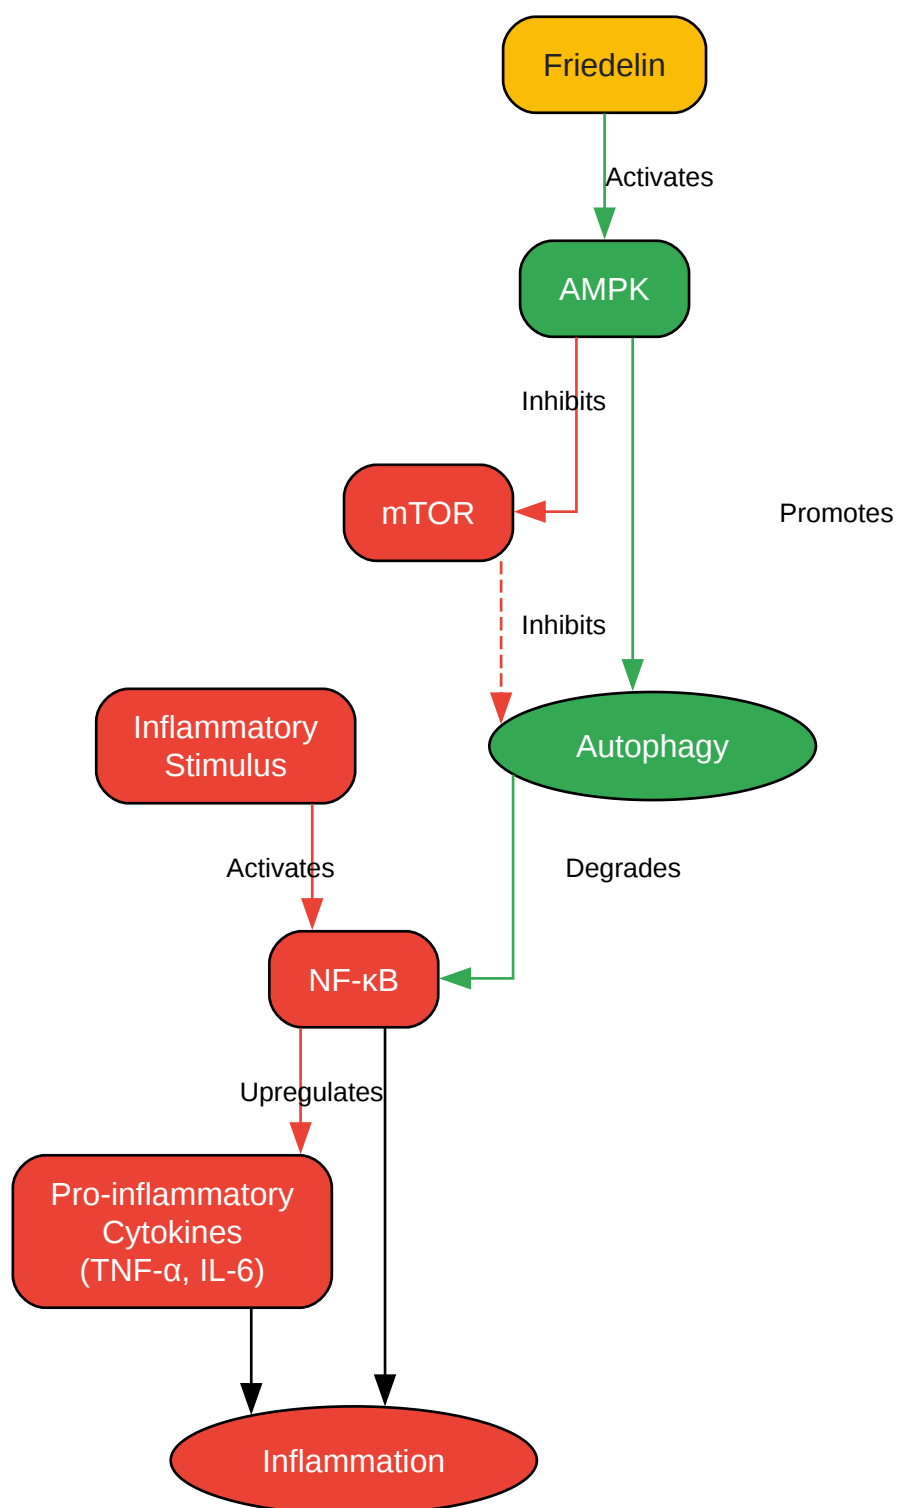 Friedelin
Activates
AMPK
Inhibits
mTOR
Promotes
Inhibits
Inflammatory
Stimulus
Autophagy
Activates
Degrades
NF-κB
Upregulates
Pro-inflammatory
Cytokines
(TNF-α, IL-6)
Inflammation